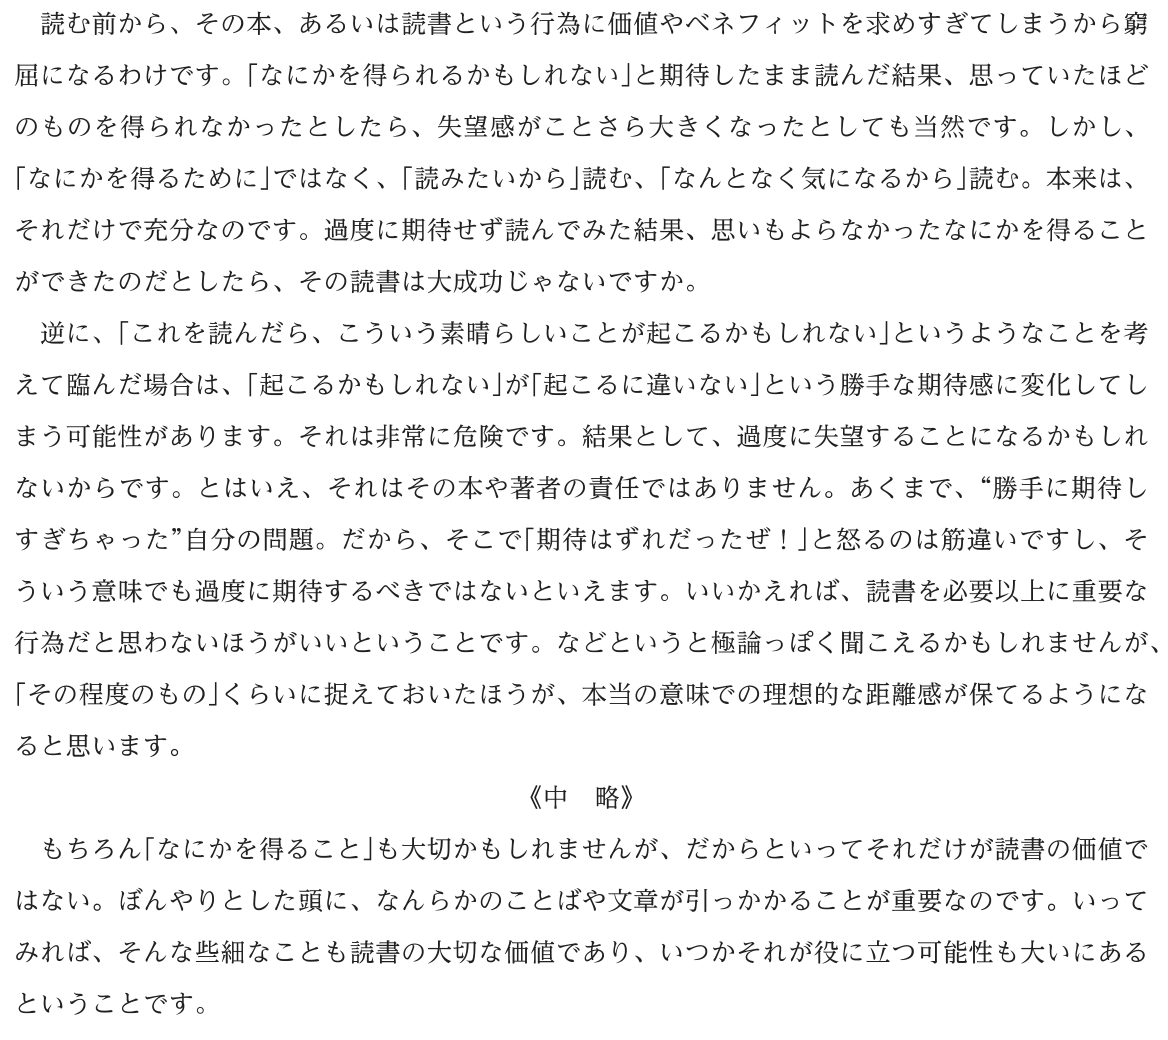 読む前から、その本、あるいは読書という行為に価値やベネフィットを求めすぎてしまうから窮
屈になるわけです。「なにかを得られるかもしれない」と期待したまま読んだ結果、思っていたほど
のものを得られなかったとしたら、失望感がことさら大きくなったとしても当然です。しかし、
「なにかを得るために」ではなく、「読みたいから」読む、「なんとなく気になるから」読む。本来は、
それだけで充分なのです。過度に期待せず読んでみた結果、思いもよらなかったなにかを得ること
ができたのだとしたら、その読書は大成功じゃないですか。
　逆に、「これを読んだら、こういう素晴らしいことが起こるかもしれない」というようなことを考
えて臨んだ場合は、「起こるかもしれない」が「起こるに違いない」という勝手な期待感に変化してし
まう可能性があります。それは非常に危険です。結果として、過度に失望することになるかもしれ
ないからです。とはいえ、それはその本や著者の責任ではありません。あくまで、“勝手に期待し
すぎちゃった”自分の問題。だから、そこで「期待はずれだったぜ！」と怒るのは筋違いですし、そ
ういう意味でも過度に期待するべきではないといえます。いいかえれば、読書を必要以上に重要な
行為だと思わないほうがいいということです。などというと極論っぽく聞こえるかもしれませんが、
「その程度のもの」くらいに捉えておいたほうが、本当の意味での理想的な距離感が保てるようにな
ると思います。
《中　略》
　もちろん「なにかを得ること」も大切かもしれませんが、だからといってそれだけが読書の価値で
はない。ぼんやりとした頭に、なんらかのことばや文章が引っかかることが重要なのです。いって
みれば、そんな些細なことも読書の大切な価値であり、いつかそれが役に立つ可能性も大いにある
ということです。